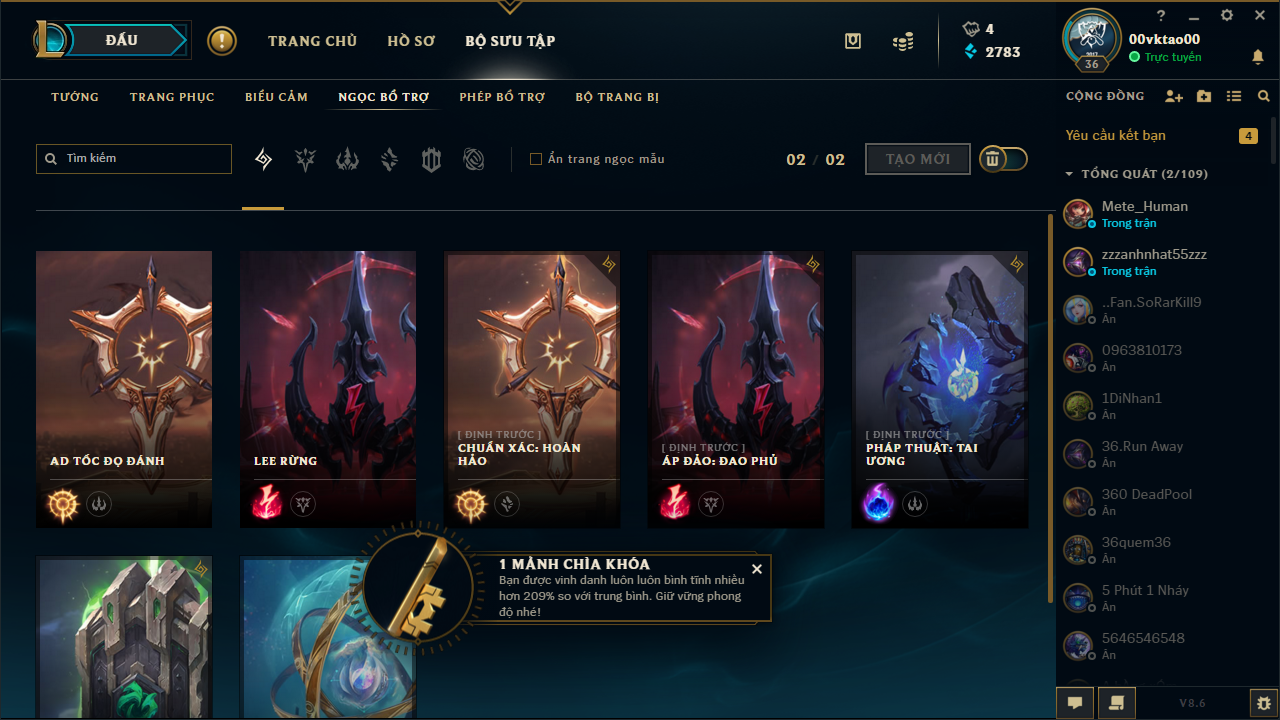 ĐẤU
TRANG CHỦ
HỒ SƠ
BỘ SƯU TẬP
4
2783
?
36
00vktao00
Trực tuyến
TƯỚNG
TRANG PHỤC
BIỂU CẢM
NGỌC BỔ TRỢ
PHÉP BỔ TRỢ
BỘ TRANG BỊ
CỘNG ĐỒNG
Tìm kiếm
Ẩn trang ngọc mẫu
02 / 02
TẠO MỚI
Yêu cầu kết bạn
4
TỔNG QUÁT (2/109)
Mete_Human
Trong trận
zzzanhnhat55zzz
Trong trận
..Fan.SoRarKill9
Ẩn
0963810173
Ẩn
1DiNhan1
Ẩn
36.Run Away
Ẩn
360 DeadPool
Ẩn
36quem36
Ẩn
5 Phút 1 Nháy
Ẩn
5646546548
Ẩn
AD TỐC ĐỌ ĐÁNH
LEE RỪNG
[ ĐỊNH TRƯỚC ]
CHUẨN XÁC: HOÀN
HẢO
[ ĐỊNH TRƯỚC ]
ÁP ĐẢO: ĐAO PHỦ
[ ĐỊNH TRƯỚC ]
PHÁP THUẬT: TAI
ƯƠNG
1 MẢNH CHÌA KHÓA
Bạn được vinh danh luôn luôn bình tĩnh nhiều
hơn 209% so với trung bình. Giữ vững phong
độ nhé!
V8.6